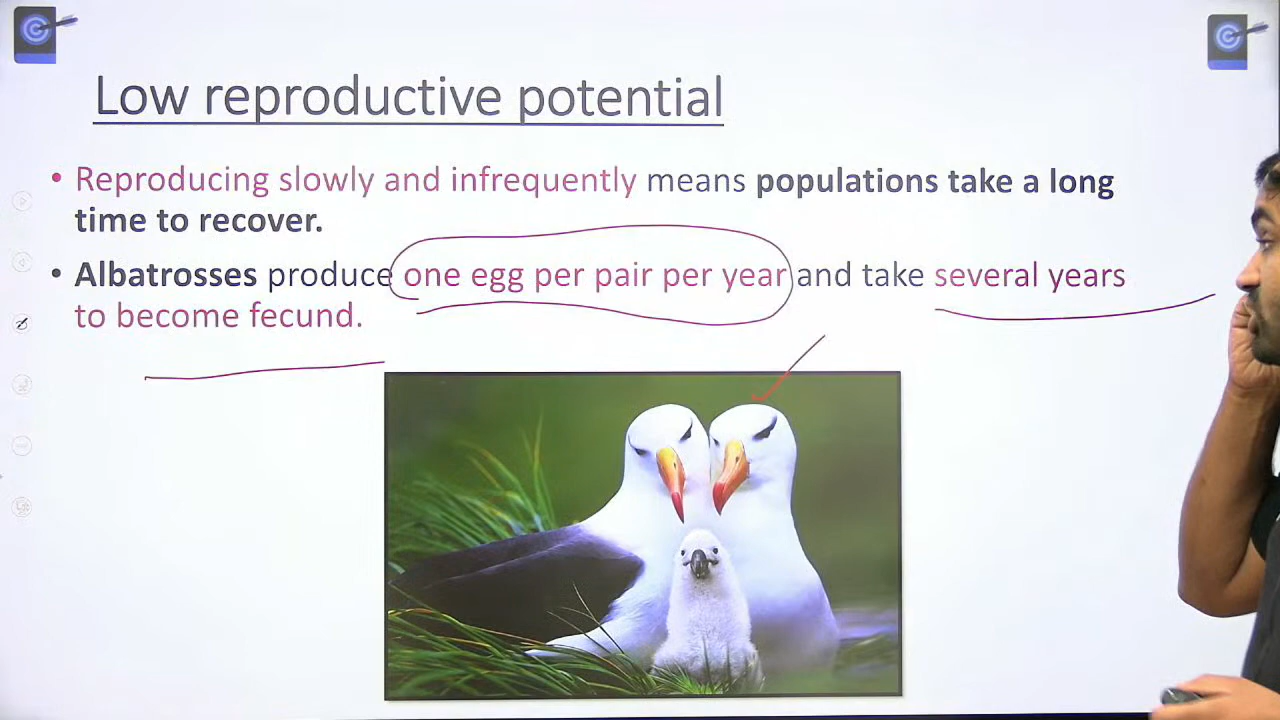 Low reproductive potential
• Reproducing slowly and infrequently means populations take a long
time to recover.
• Albatrosses produce one egg per pair per year and take several years
to become fecund.